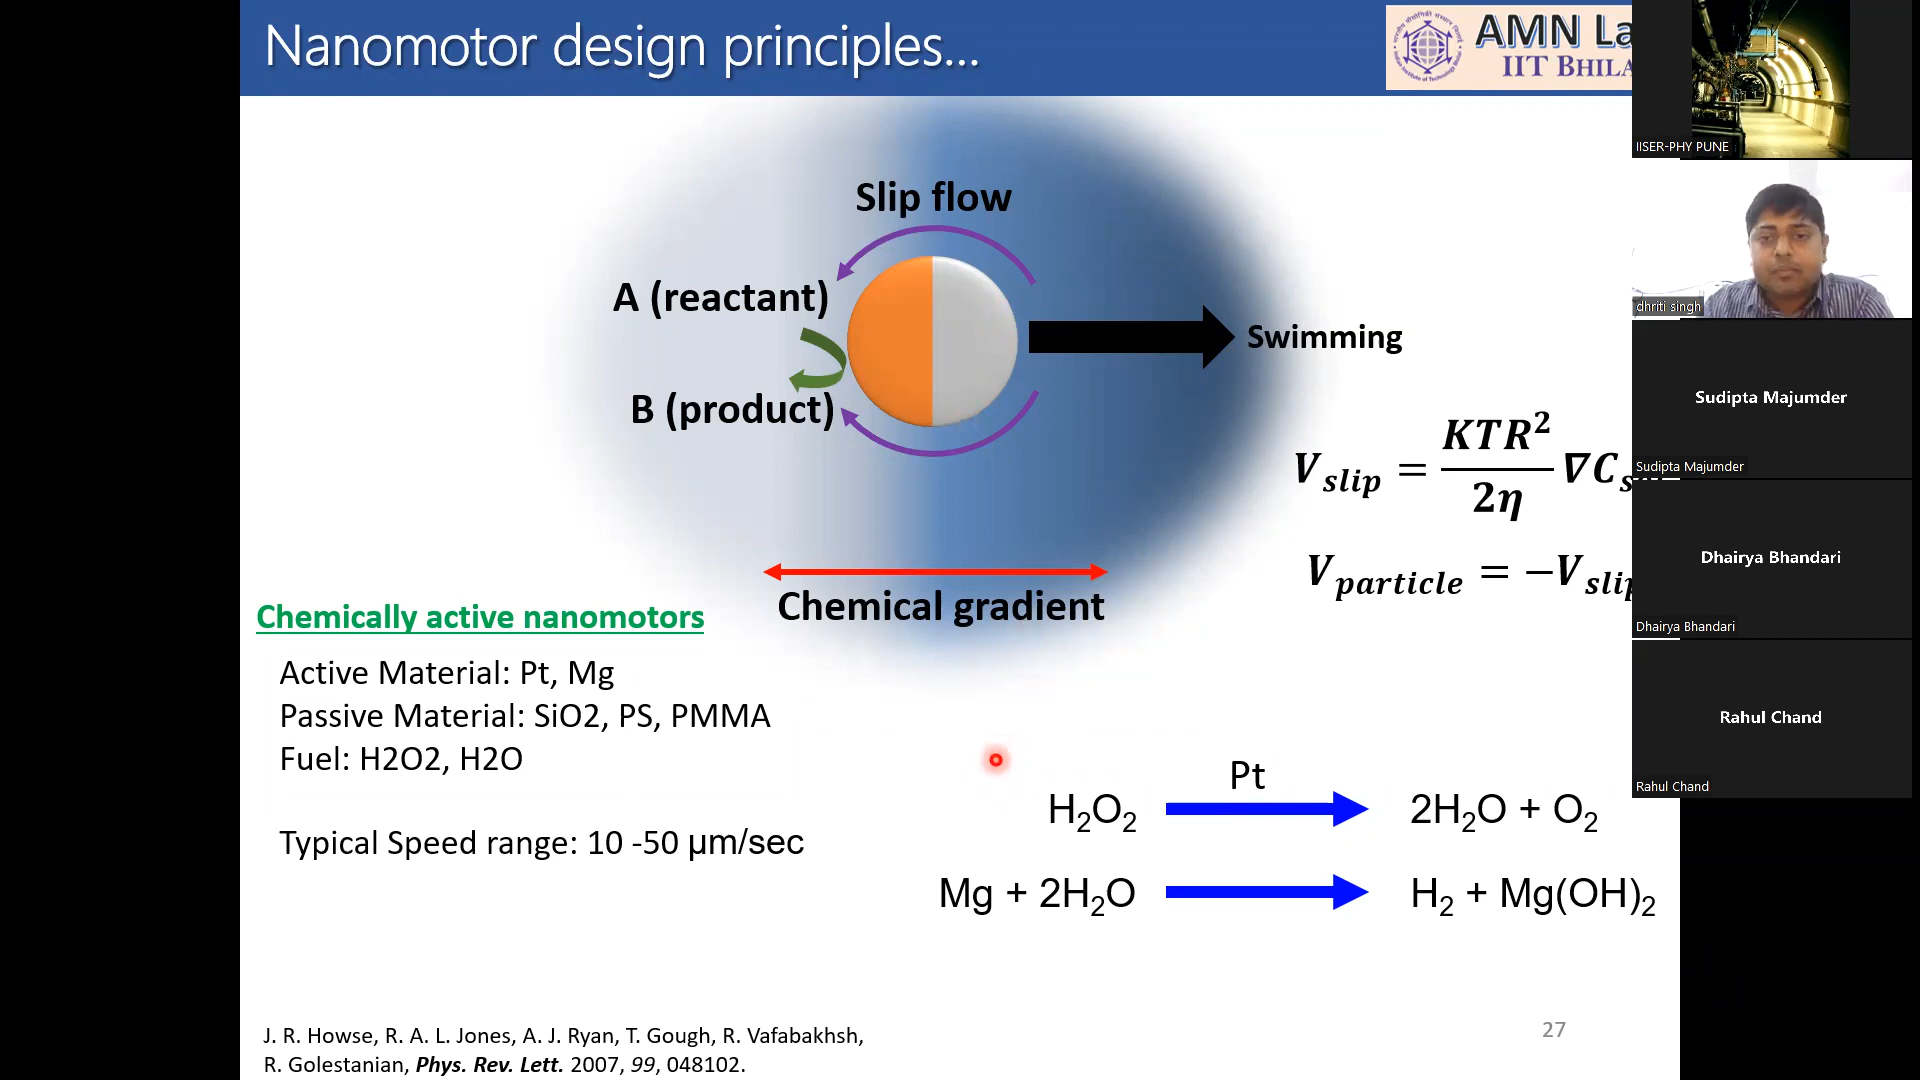 Nanomotor design principles...
AMN La
IIT BHILA
IISER-PHY PUNE
dhriti singh
Sudipta Majumder
Sudipta Majumder
Dhairya Bhandari
Dhairya Bhandari
Rahul Chand
Rahul Chand
Slip flow
A (reactant)
B (product)
Swimming
V_slip = KTR²/2η ∇C_s
V_particle = −V_slip
Chemical gradient
Chemically active nanomotors
Active Material: Pt, Mg
Passive Material: SiO2, PS, PMMA
Fuel: H2O2, H2O
Typical Speed range: 10 -50 μm/sec
Pt
H₂O₂ → 2H₂O + O₂
Mg + 2H₂O → H₂ + Mg(OH)₂
J. R. Howse, R. A. L. Jones, A. J. Ryan, T. Gough, R. Vafabakhsh,
R. Golestanian, Phys. Rev. Lett. 2007, 99, 048102.
27